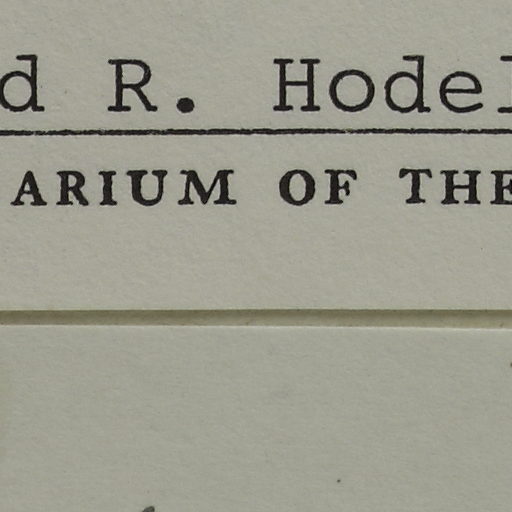 d R. Hodel
ARIUM OF THE